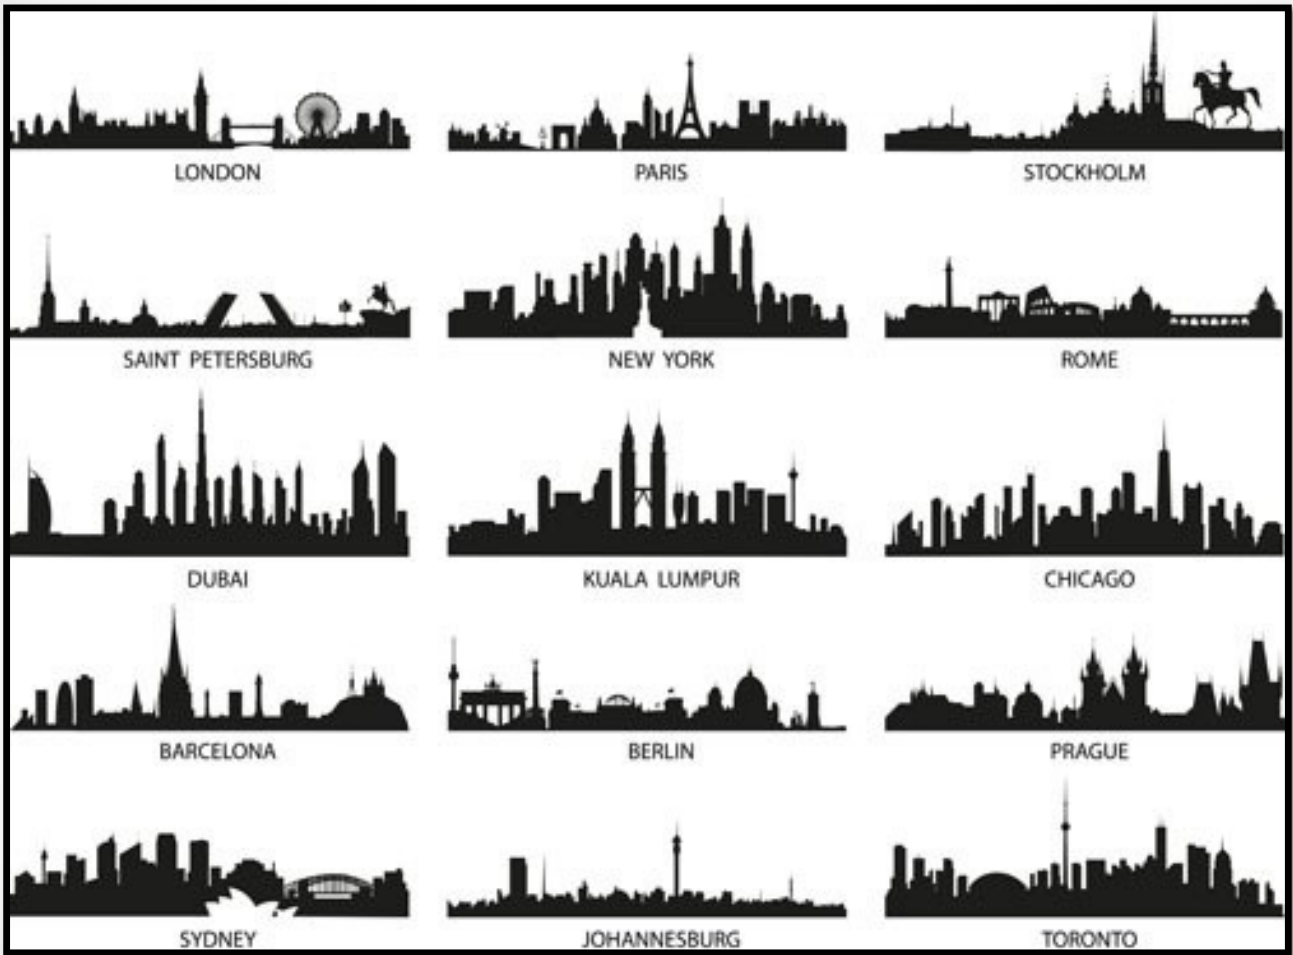 LONDON
PARIS
STOCKHOLM
SAINT PETERSBURG
NEW YORK
ROME
DUBAI
KUALA LUMPUR
CHICAGO
BARCELONA
BERLIN
PRAGUE
SYDNEY
JOHANNESBURG
TORONTO